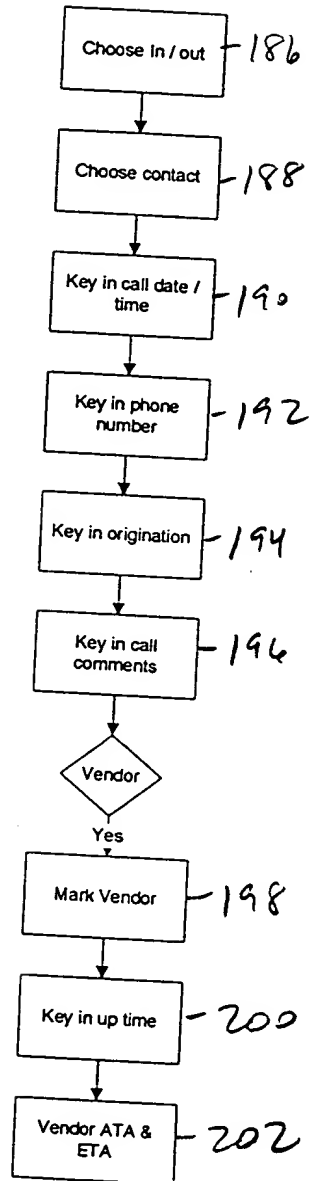 Choose In / out
186
Choose contact
188
Key in call date /
time
190
Key in phone
number
192
Key in origination
194
Key in call
comments
196
Vendor
Yes
Mark Vendor
198
Key in up time
200
Vendor ATA &
ETA
202